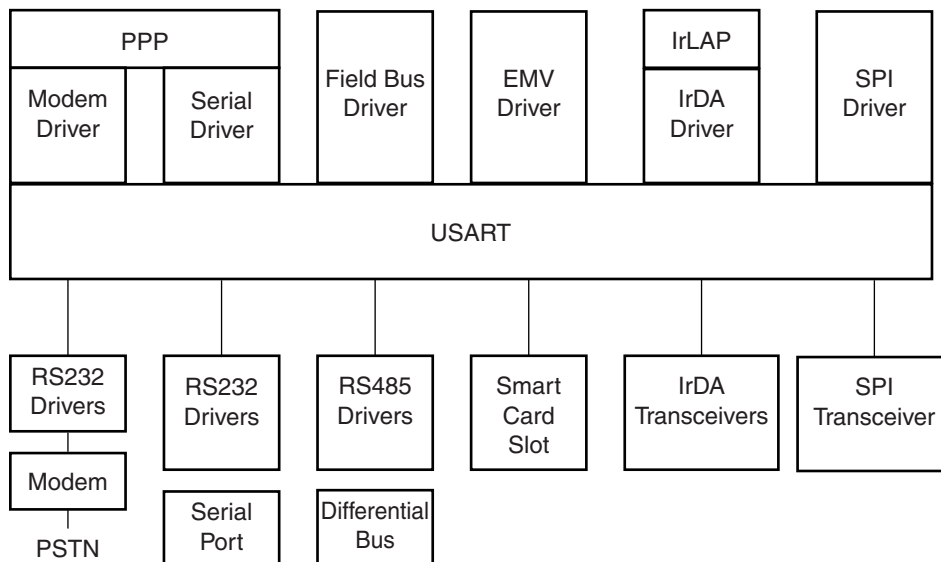 PPP
Modem
Driver
Serial
Driver
Field Bus
Driver
EMV
Driver
IrLAP
IrDA
Driver
SPI
Driver
USART
RS232
Drivers
Modem
PSTN
RS232
Drivers
Serial
Port
RS485
Drivers
Differential
Bus
Smart
Card
Slot
IrDA
Transceivers
SPI
Transceiver